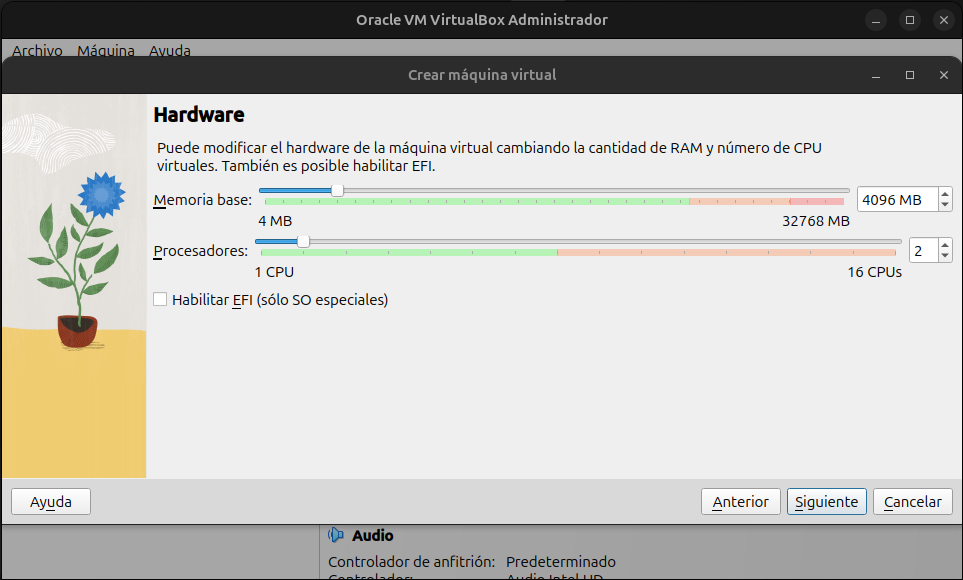 Oracle VM VirtualBox Administrador
Archivo Máquina Ayuda
Crear máquina virtual
Hardware
Puede modificar el hardware de la máquina virtual cambiando la cantidad de RAM y número de CPU
virtuales. También es posible habilitar EFI.
Memoria base: 4096 MB
4 MB 32768 MB
Procesadores: 2
1 CPU 16 CPUs
Habilitar EFI (sólo SO especiales)
Ayuda Anterior Siguiente Cancelar
Audio
Controlador de anfitrión: Predeterminado
Controlador: Audio Intel HD